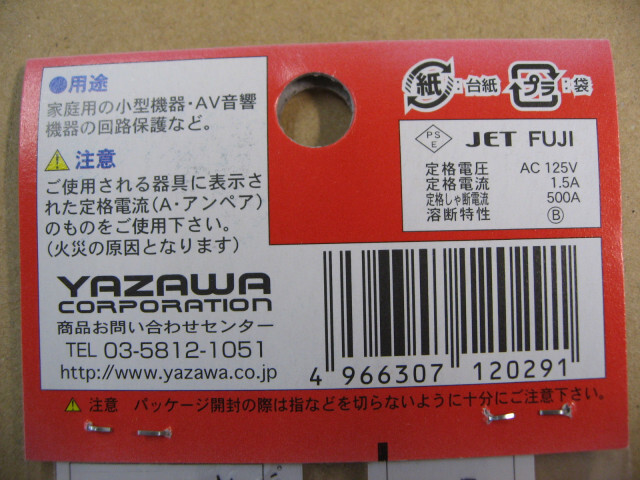 ●用途
家庭用の小型機器・AV音響
機器の回路保護など。
注意
ご使用される器具に表示さ
れた定格電流(A・アンペア)
のものをご使用下さい。
(火災の原因となります)
YAZAWA
CORPORATION
商品お問い合わせセンター
TEL 03-5812-1051
http://www.yazawa.co.jp
紙:台紙 プラ:袋
PS
E
JET FUJI
定格電圧 AC 125V
定格電流 1.5A
定格しゃ断電流 500A
溶断特性 Ⓑ
4 966307 120291
注意 パッケージ開封の際は指などを切らないように十分にご注意下さい。